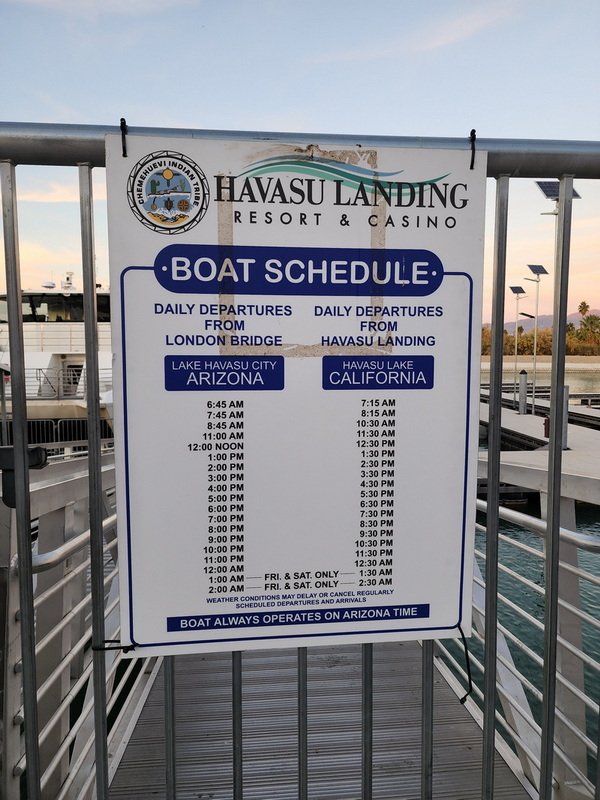 CHEMEHUEVI INDIAN TRIBE
HAVASU LANDING
RESORT & CASINO
BOAT SCHEDULE
DAILY DEPARTURES
FROM
LONDON BRIDGE
LAKE HAVASU CITY
ARIZONA
6:45 AM
7:45 AM
8:45 AM
11:00 AM
12:00 NOON
1:00 PM
2:00 PM
3:00 PM
4:00 PM
5:00 PM
6:00 PM
7:00 PM
8:00 PM
9:00 PM
10:00 PM
11:00 PM
12:00 AM
DAILY DEPARTURES
FROM
HAVASU LANDING
HAVASU LAKE
CALIFORNIA
7:15 AM
8:15 AM
10:30 AM
11:30 AM
12:30 PM
1:30 PM
2:30 PM
3:30 PM
4:30 PM
5:30 PM
6:30 PM
7:30 PM
8:30 PM
9:30 PM
10:30 PM
11:30 PM
12:30 AM
1:00 AM — FRI. & SAT. ONLY — 1:30 AM
2:00 AM — FRI. & SAT. ONLY — 2:30 AM
WEATHER CONDITIONS MAY DELAY OR CANCEL REGULARLY
SCHEDULED DEPARTURES AND ARRIVALS
BOAT ALWAYS OPERATES ON ARIZONA TIME